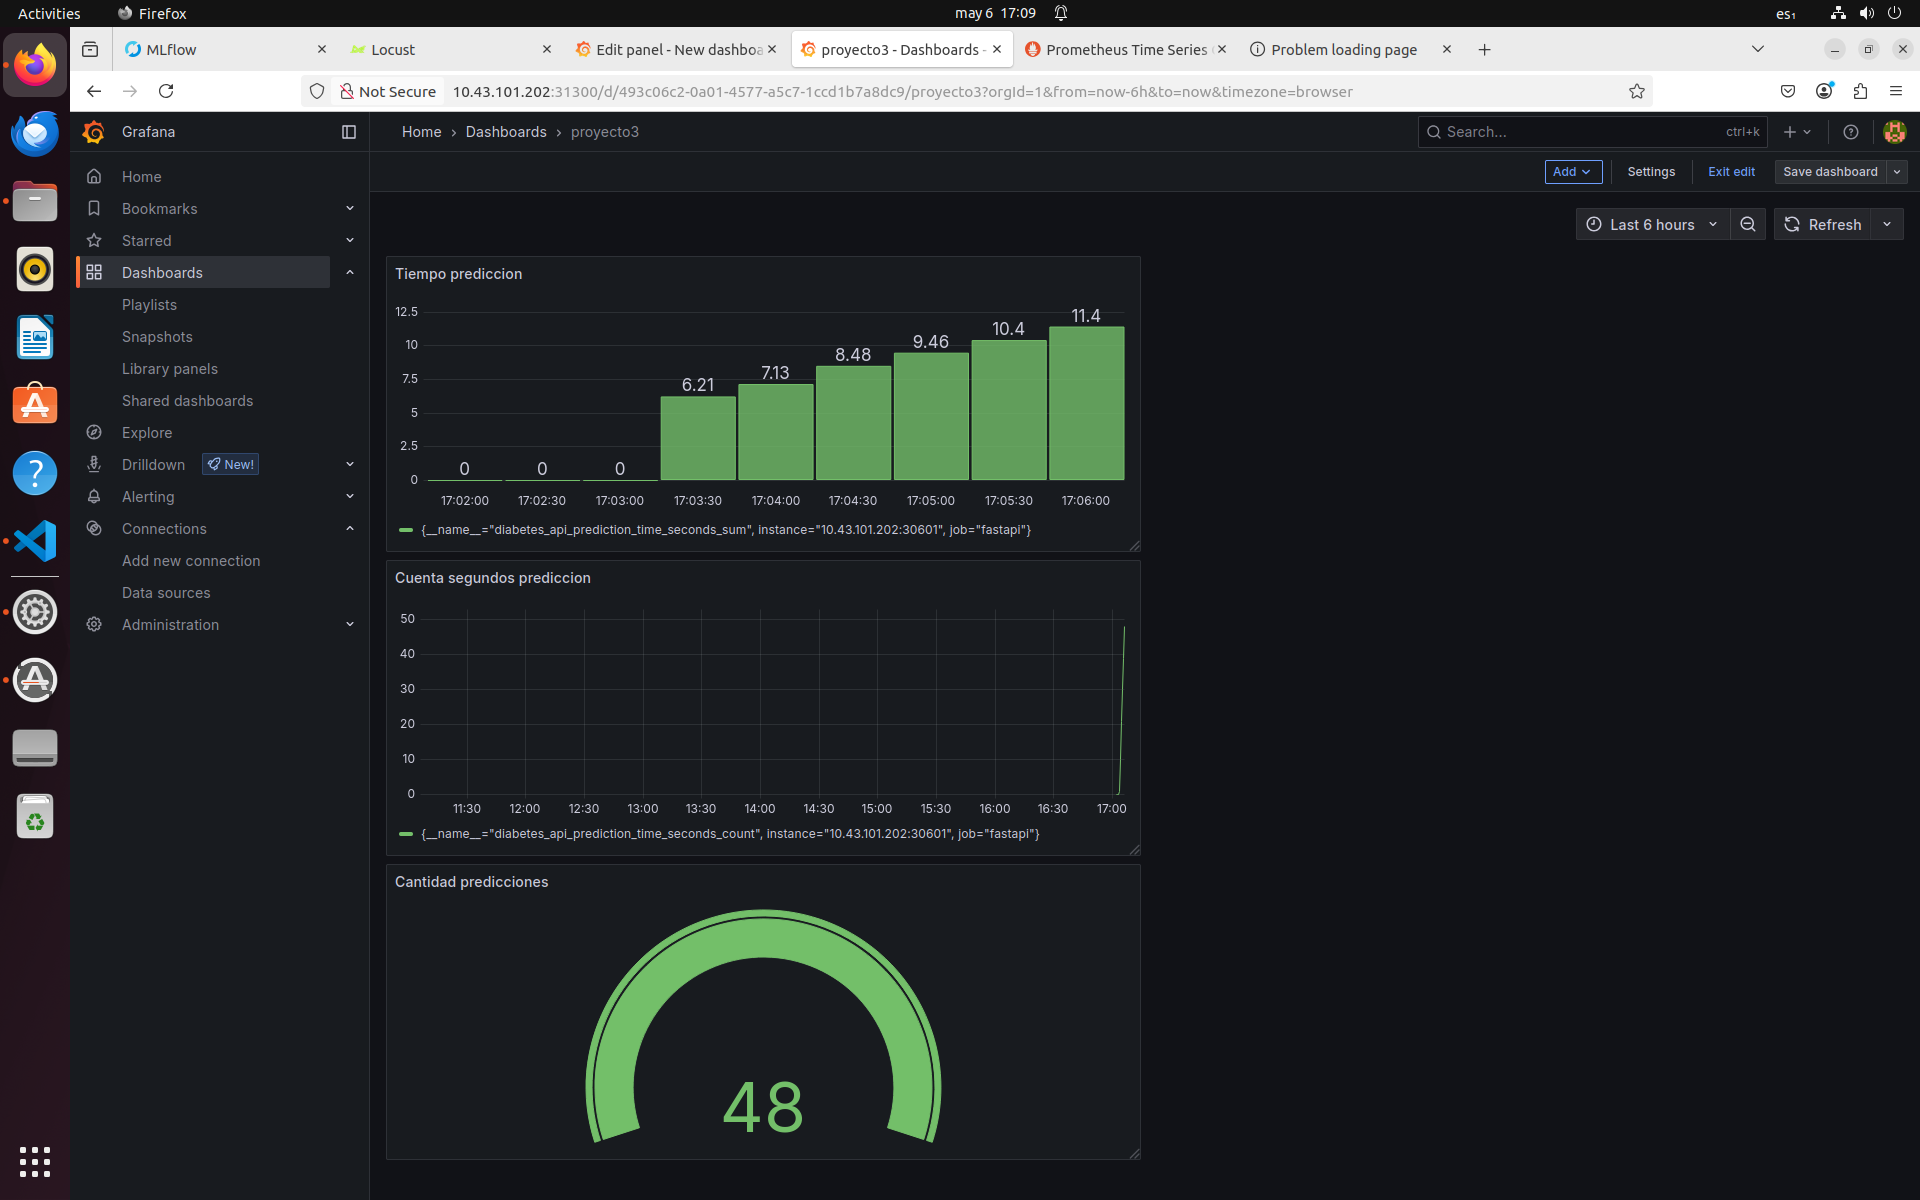 Activities
Firefox
may 6 17:09
es₁
MLflow
Locust
Edit panel - New dashboa
proyecto3 - Dashboards -
Prometheus Time Series
Problem loading page
Not Secure
10.43.101.202:31300/d/493c06c2-0a01-4577-a5c7-1ccd1b7a8dc9/proyecto3?orgId=1&from=now-6h&to=now&timezone=browser
Grafana
Home › Dashboards › proyecto3
Search...
ctrl+k
Add
Settings
Exit edit
Save dashboard
Home
Bookmarks
Starred
Dashboards
Playlists
Snapshots
Library panels
Shared dashboards
Explore
Drilldown
New!
Alerting
Connections
Add new connection
Data sources
Administration
Last 6 hours
Refresh
Tiempo prediccion
12.5
10
7.5
5
2.5
0
0
0
0
6.21
7.13
8.48
9.46
10.4
11.4
17:02:00
17:02:30
17:03:00
17:03:30
17:04:00
17:04:30
17:05:00
17:05:30
17:06:00
{__name__="diabetes_api_prediction_time_seconds_sum", instance="10.43.101.202:30601", job="fastapi"}
Cuenta segundos prediccion
50
40
30
20
10
0
11:30
12:00
12:30
13:00
13:30
14:00
14:30
15:00
15:30
16:00
16:30
17:00
{__name__="diabetes_api_prediction_time_seconds_count", instance="10.43.101.202:30601", job="fastapi"}
Cantidad predicciones
48